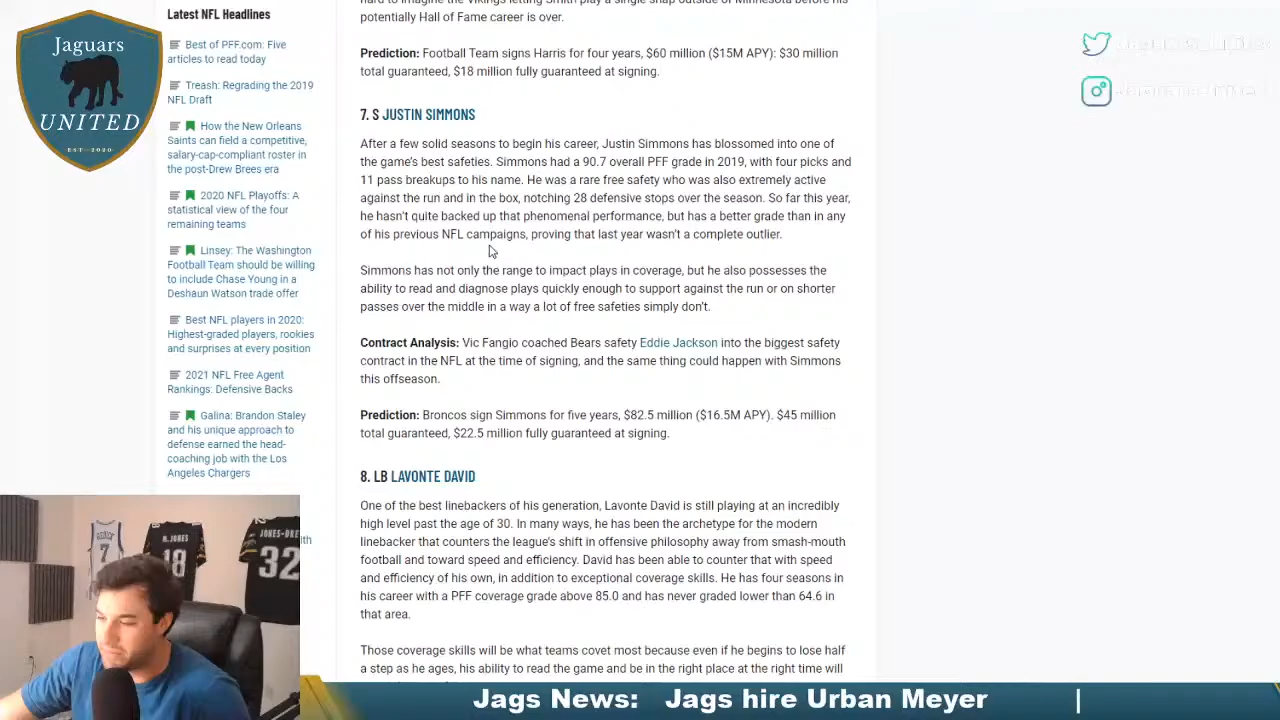 Jaguars
UNITED
EST-2020
Latest NFL Headlines
Best of PFF.com: Five
articles to read today
Treash: Regrading the 2019
NFL Draft
How the New Orleans
Saints can field a competitive,
salary-cap-compliant roster in
the post-Drew Brees era
2020 NFL Playoffs: A
statistical view of the four
remaining teams
Linsey: The Washington
Football Team should be willing
to include Chase Young in a
Deshaun Watson trade offer
Best NFL players in 2020:
Highest-graded players, rookies
and surprises at every position
2021 NFL Free Agent
Rankings: Defensive Backs
Galina: Brandon Staley
and his unique approach to
defense earned the head-
coaching job with the Los
Angeles Chargers
potentially Hall of Fame career is over.
Prediction: Football Team signs Harris for four years, $60 million ($15M APY): $30 million
total guaranteed, $18 million fully guaranteed at signing.
7. S JUSTIN SIMMONS
After a few solid seasons to begin his career, Justin Simmons has blossomed into one of
the game's best safeties. Simmons had a 90.7 overall PFF grade in 2019, with four picks and
11 pass breakups to his name. He was a rare free safety who was also extremely active
against the run and in the box, notching 28 defensive stops over the season. So far this year,
he hasn't quite backed up that phenomenal performance, but has a better grade than in any
of his previous NFL campaigns, proving that last year wasn't a complete outlier.
Simmons has not only the range to impact plays in coverage, but he also possesses the
ability to read and diagnose plays quickly enough to support against the run or on shorter
passes over the middle in a way a lot of free safeties simply don't.
Contract Analysis: Vic Fangio coached Bears safety Eddie Jackson into the biggest safety
contract in the NFL at the time of signing, and the same thing could happen with Simmons
this offseason.
Prediction: Broncos sign Simmons for five years, $82.5 million ($16.5M APY). $45 million
total guaranteed, $22.5 million fully guaranteed at signing.
8. LB LAVONTE DAVID
One of the best linebackers of his generation, Lavonte David is still playing at an incredibly
high level past the age of 30. In many ways, he has been the archetype for the modern
linebacker that counters the league's shift in offensive philosophy away from smash-mouth
football and toward speed and efficiency. David has been able to counter that with speed
and efficiency of his own, in addition to exceptional coverage skills. He has four seasons in
his career with a PFF coverage grade above 85.0 and has never graded lower than 64.6 in
that area.
Those coverage skills will be what teams covet most because even if he begins to lose half
a step as he ages, his ability to read the game and be in the right place at the right time will
7
18
JONES-DRE
32
Jags News: Jags hire Urban Meyer |